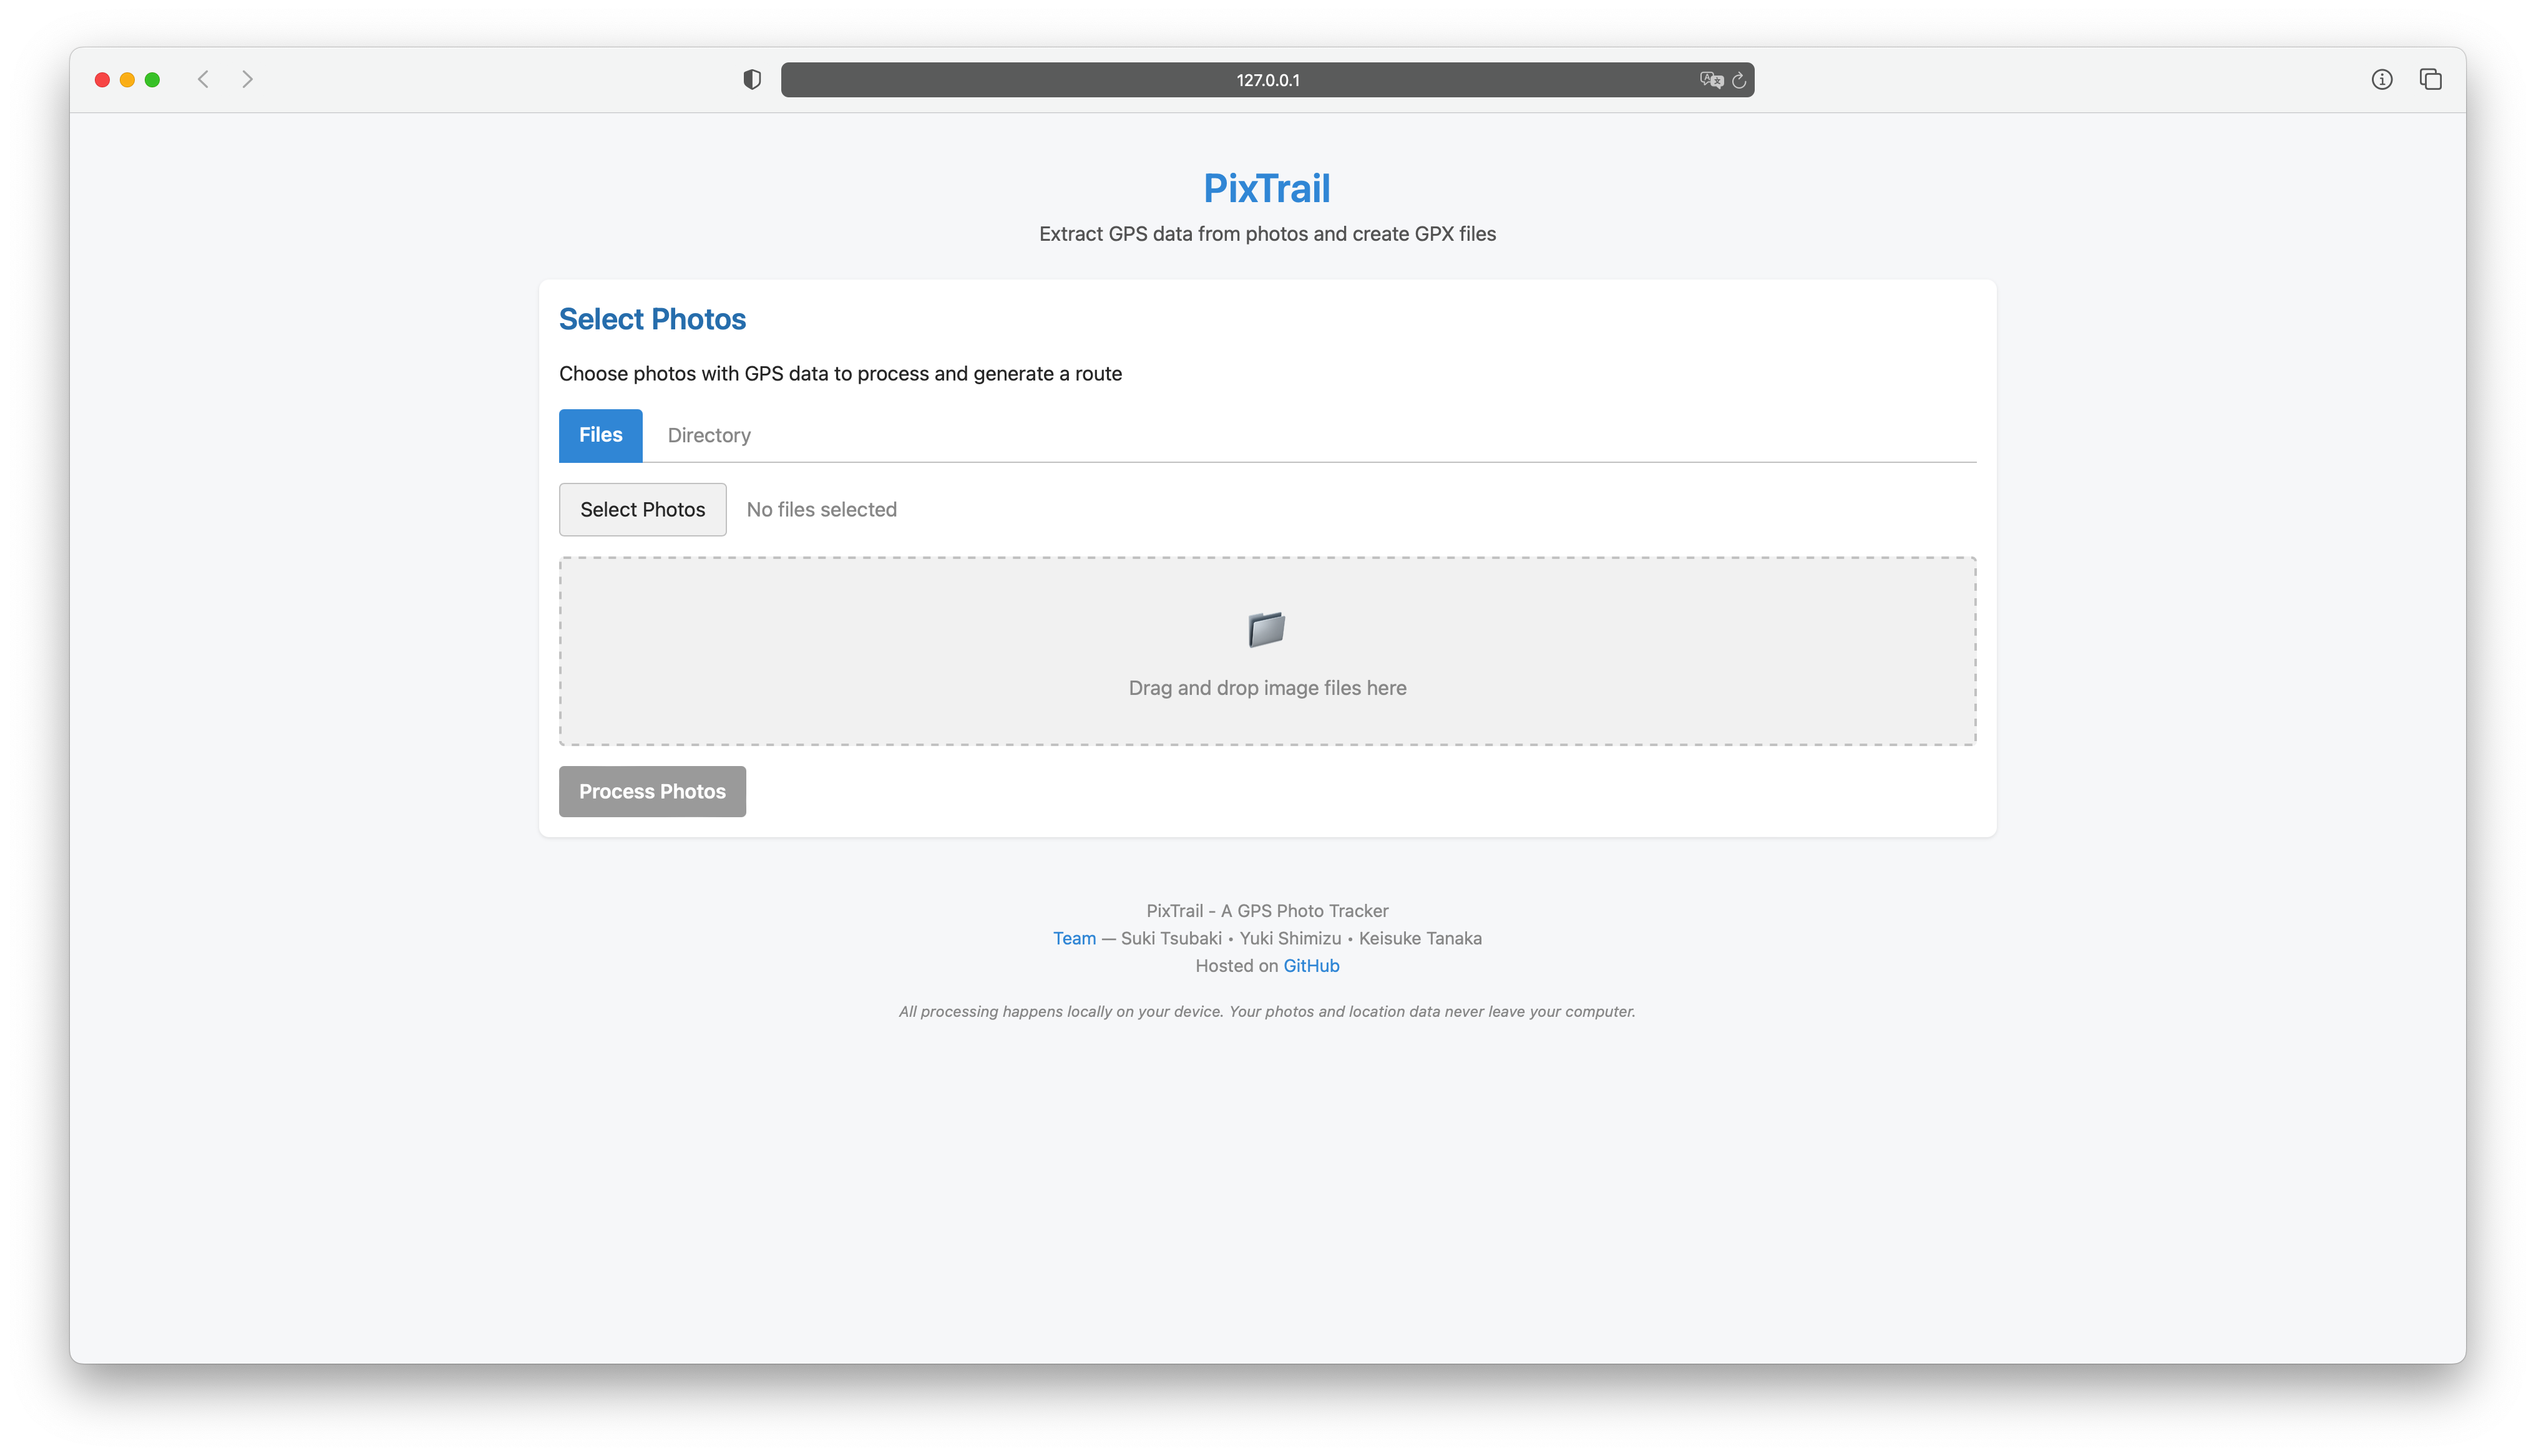 127.0.0.1
PixTrail
Extract GPS data from photos and create GPX files
Select Photos
Choose photos with GPS data to process and generate a route
Files Directory
Select Photos No files selected
Drag and drop image files here
Process Photos
PixTrail - A GPS Photo Tracker
Team — Suki Tsubaki • Yuki Shimizu • Keisuke Tanaka
Hosted on GitHub
All processing happens locally on your device. Your photos and location data never leave your computer.